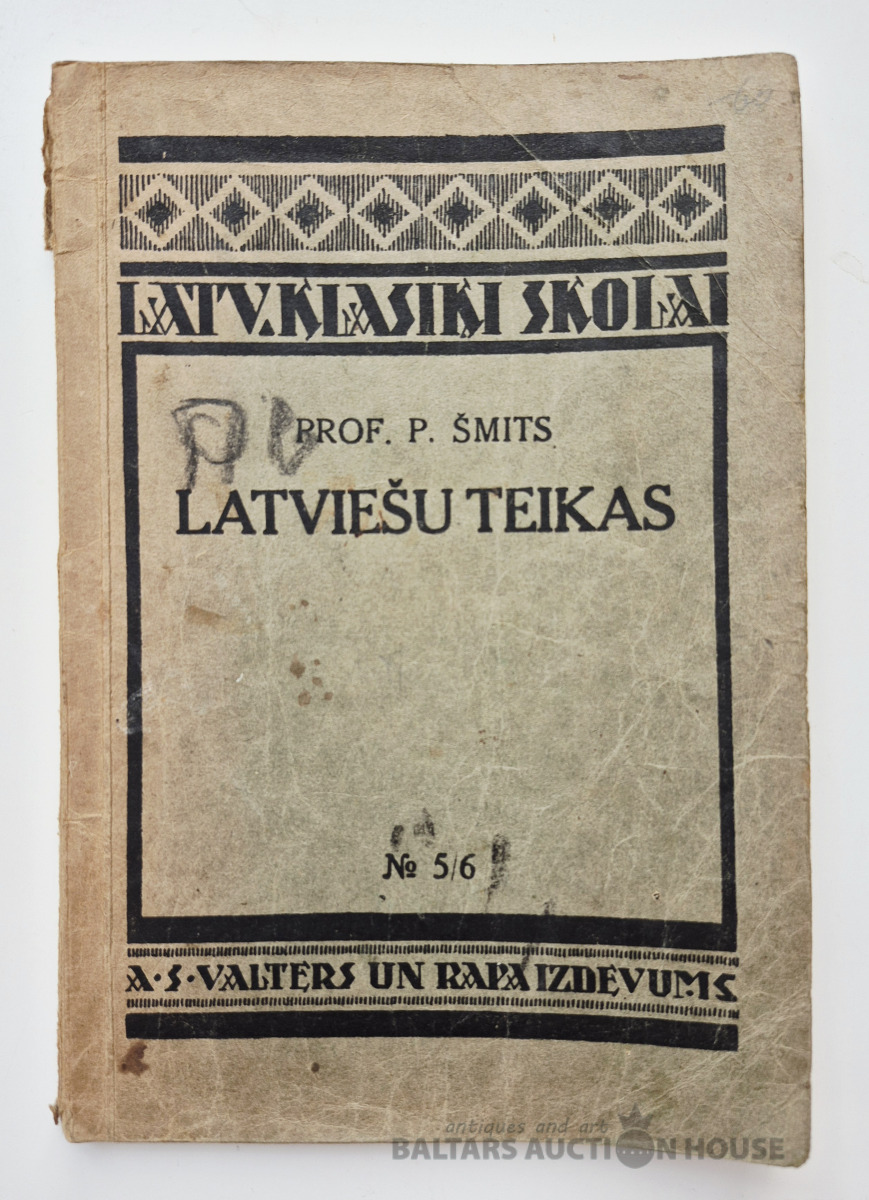 LATV. KLASIĶI SKOLAI
PROF. P. ŠMITS
LATVIEŠU TEIKAS
№ 5/6
A·S·VALTERS UN RAPA IZDEVUMS
antiques and art
BALTARS AUCTION HOUSE